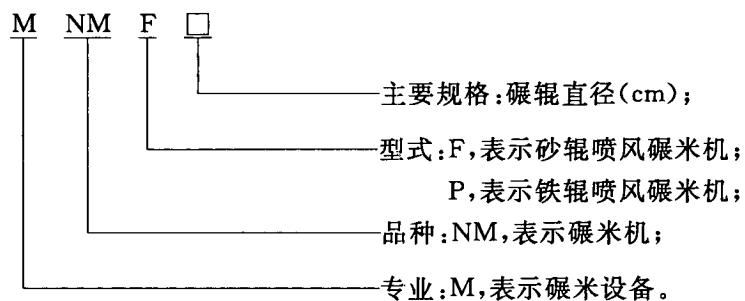 M NM F □
主要规格:碾辊直径(cm);
型式:F,表示砂辊喷风碾米机;
P,表示铁辊喷风碾米机;
品种:NM,表示碾米机;
专业:M,表示碾米设备。